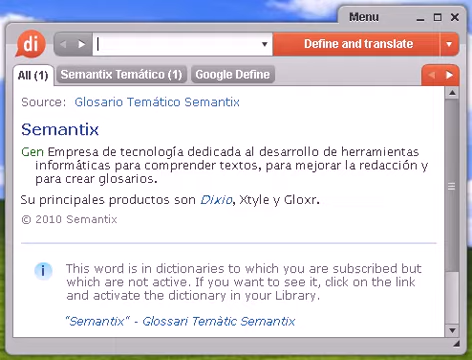 Menu
di
Define and translate
All (1)
Semantix Temático (1)
Google Define
Source: Glosario Temático Semantix
Semantix
Gen Empresa de tecnología dedicada al desarrollo de herramientas
informáticas para comprender textos, para mejorar la redacción y
para crear glosarios.
Su principales productos son Dixio, Xtyle y Gloxr.
© 2010 Semantix
i
This word is in dictionaries to which you are subscribed but
which are not active. If you want to see it, click on the link
and activate the dictionary in your Library.
"Semantix" - Glossari Temàtic Semantix